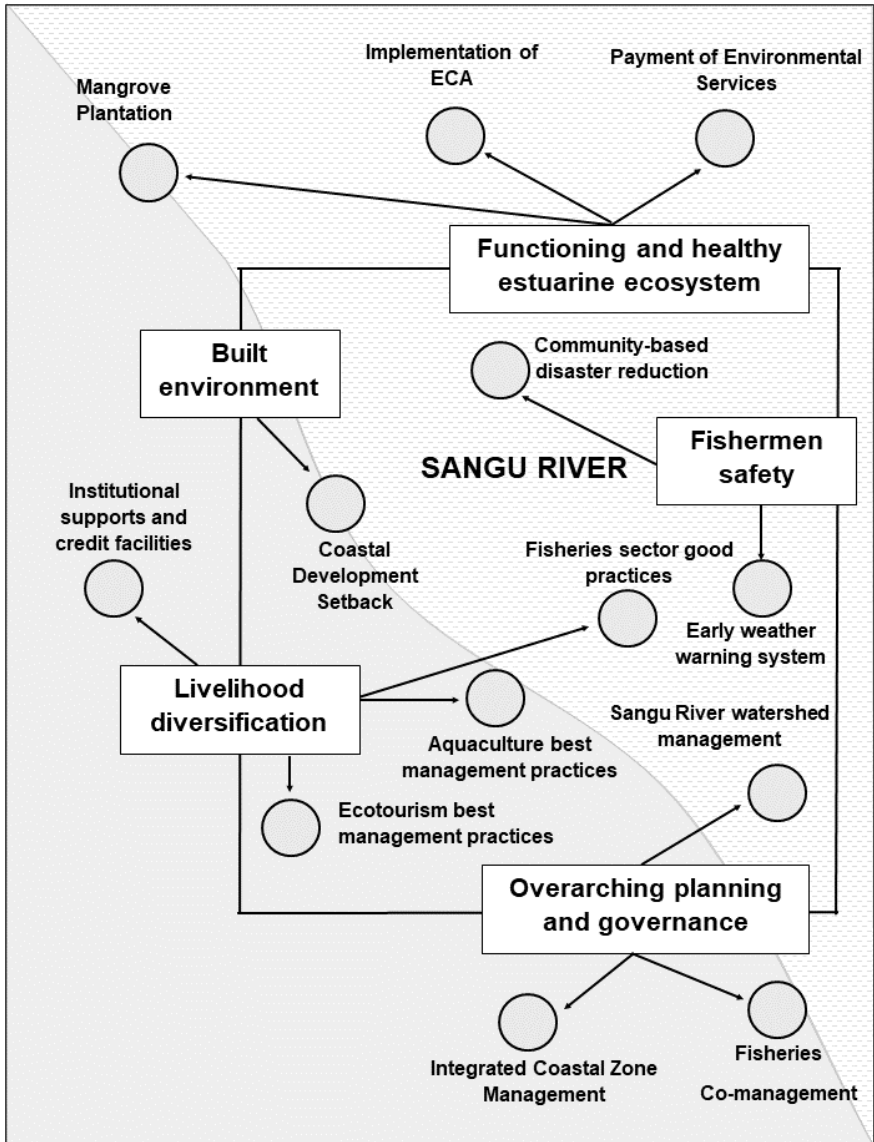 Implementation of
ECA
Payment of Environmental
Services
Mangrove
Plantation
Functioning and healthy
estuarine ecosystem
Built
environment
Community-based
disaster reduction
Fishermen
safety
SANGU RIVER
Institutional
supports and
credit facilities
Coastal
Development
Setback
Fisheries sector good
practices
Early weather
warning system
Livelihood
diversification
Aquaculture best
management practices
Sangu River watershed
management
Ecotourism best
management practices
Overarching planning
and governance
Integrated Coastal Zone
Management
Fisheries
Co-management